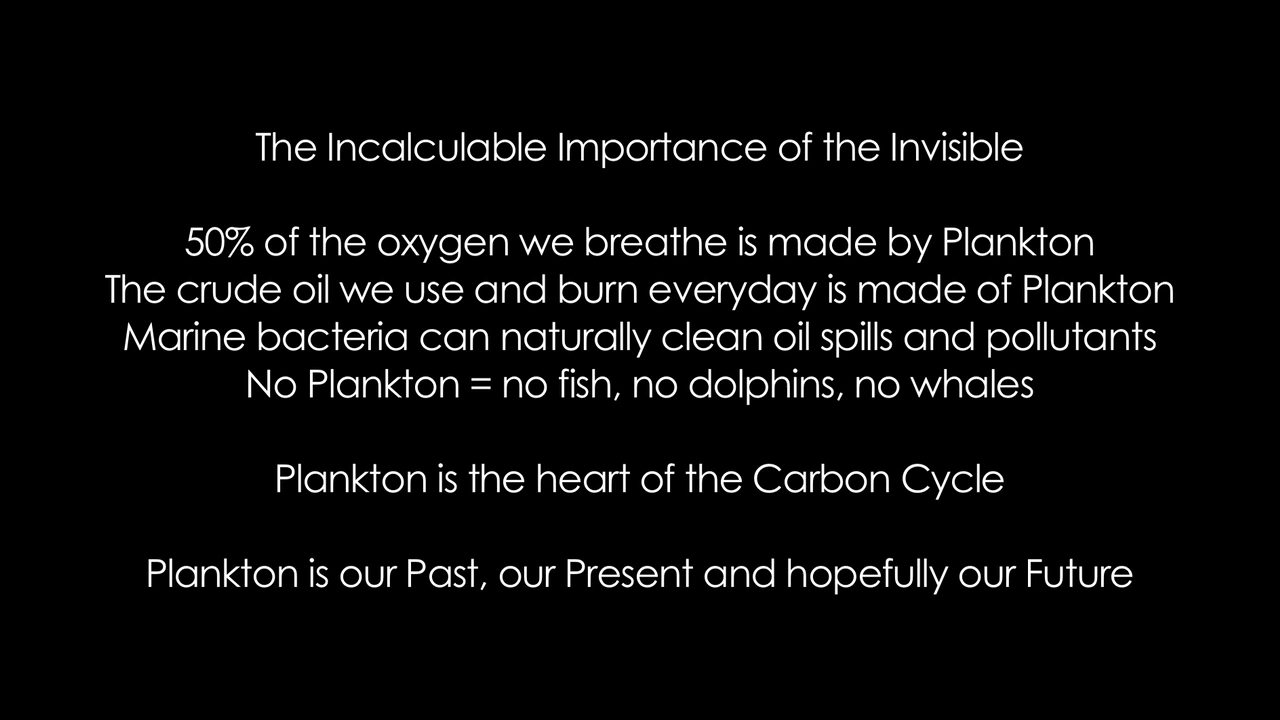 The Incalculable Importance of the Invisible
50% of the oxygen we breathe is made by Plankton
The crude oil we use and burn everyday is made of Plankton
Marine bacteria can naturally clean oil spills and pollutants
No Plankton = no fish, no dolphins, no whales
Plankton is the heart of the Carbon Cycle
Plankton is our Past, our Present and hopefully our Future